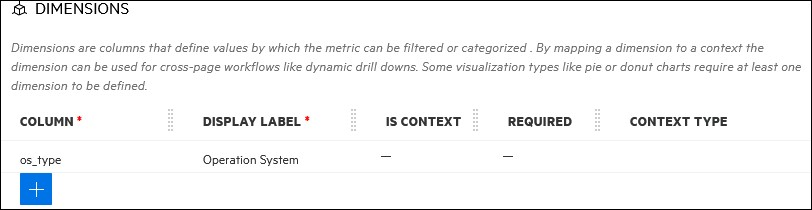 DIMENSIONS
Dimensions are columns that define values by which the metric can be filtered or categorized . By mapping a dimension to a context the
dimension can be used for cross-page workflows like dynamic drill downs. Some visualization types like pie or donut charts require at least one
dimension to be defined.
COLUMN * DISPLAY LABEL * IS CONTEXT REQUIRED CONTEXT TYPE
os_type Operation System — —
+